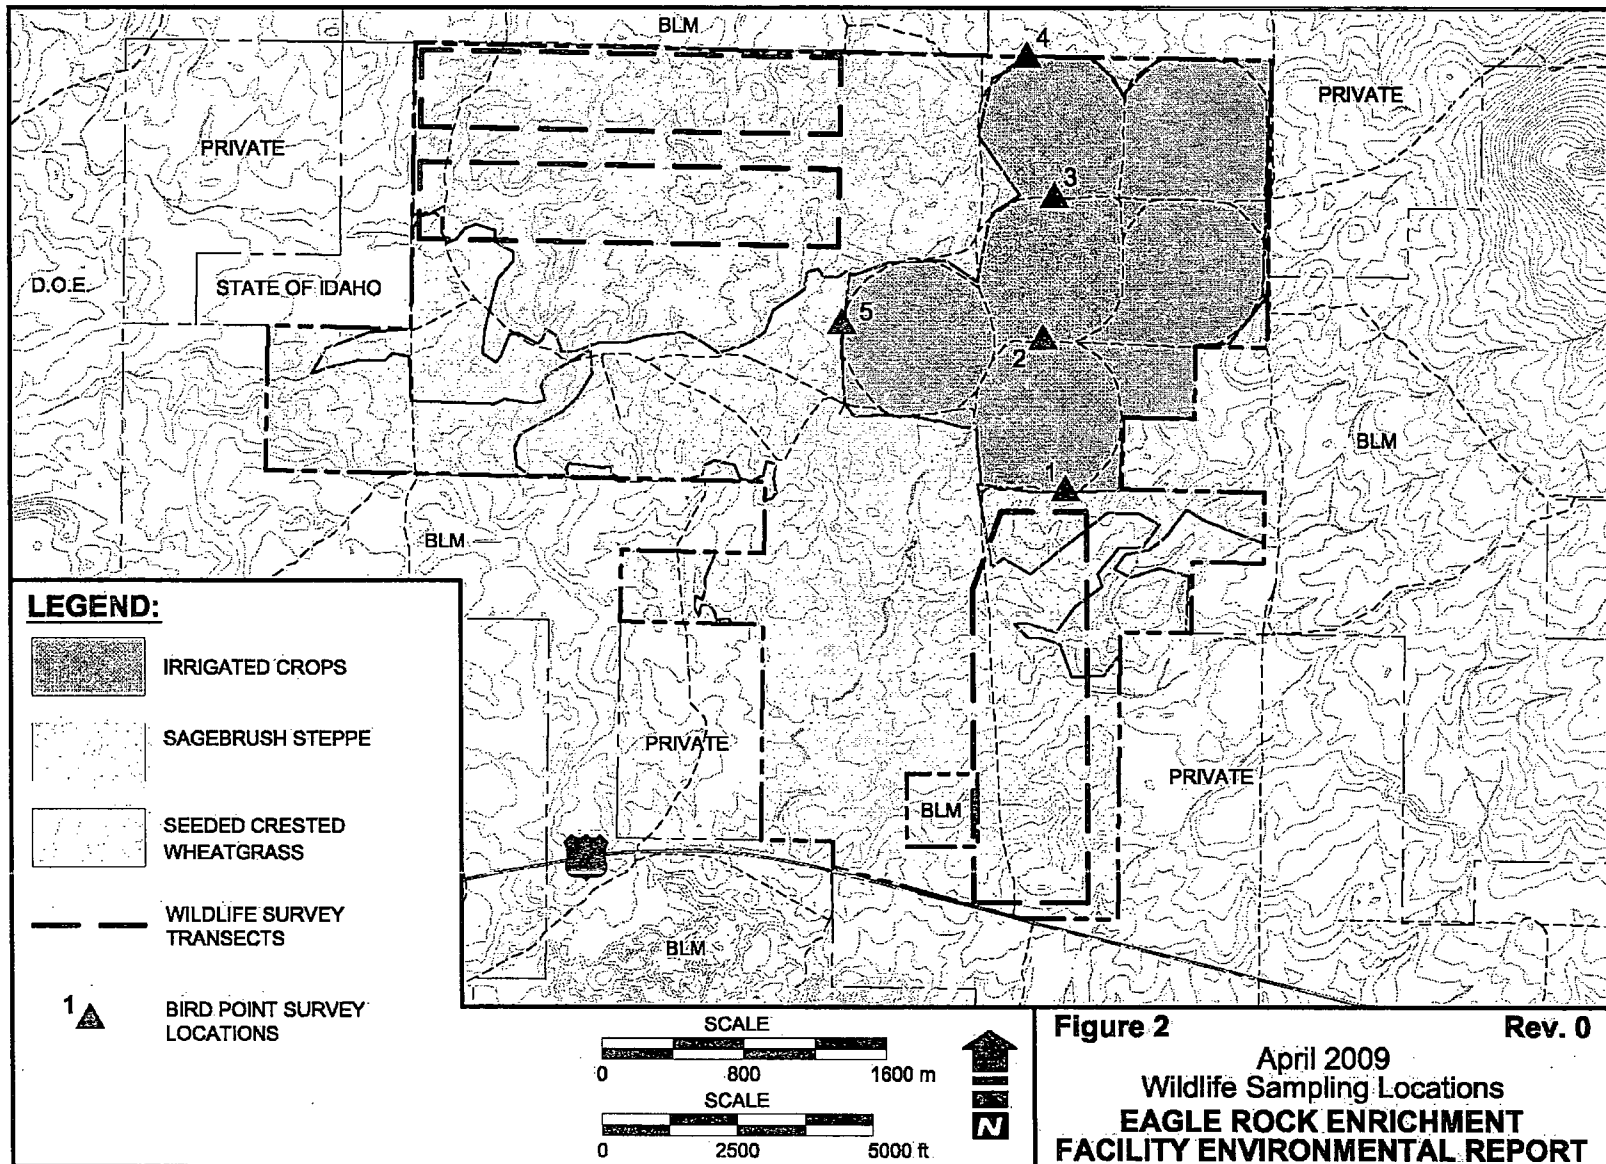 BLM
4
PRIVATE
PRIVATE
3
D.O.E.
STATE OF IDAHO
5
2
BLM
1
BLM
PRIVATE
BLM
PRIVATE
BLM
LEGEND:
IRRIGATED CROPS
SAGEBRUSH STEPPE
SEEDED CRESTED
WHEATGRASS
WILDLIFE SURVEY
TRANSECTS
1
BIRD POINT SURVEY
LOCATIONS
SCALE
0 800 1600 m
SCALE
0 2500 5000 ft
N
Figure 2 Rev. 0
April 2009
Wildlife Sampling Locations
EAGLE ROCK ENRICHMENT
FACILITY ENVIRONMENTAL REPORT